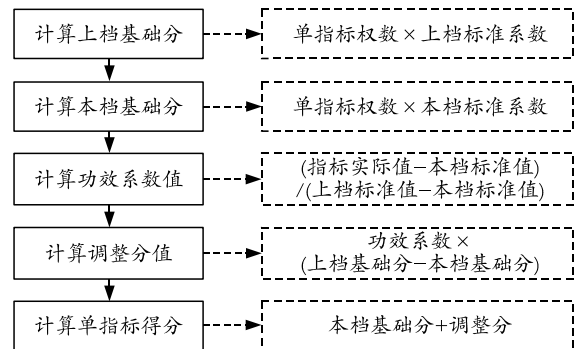 计算上档基础分
单指标权数×上档标准系数
计算本档基础分
单指标权数×本档标准系数
计算功效系数值
(指标实际值−本档标准值)
/(上档标准值−本档标准值)
计算调整分值
功效系数×
(上档基础分−本档基础分)
计算单指标得分
本档基础分+调整分